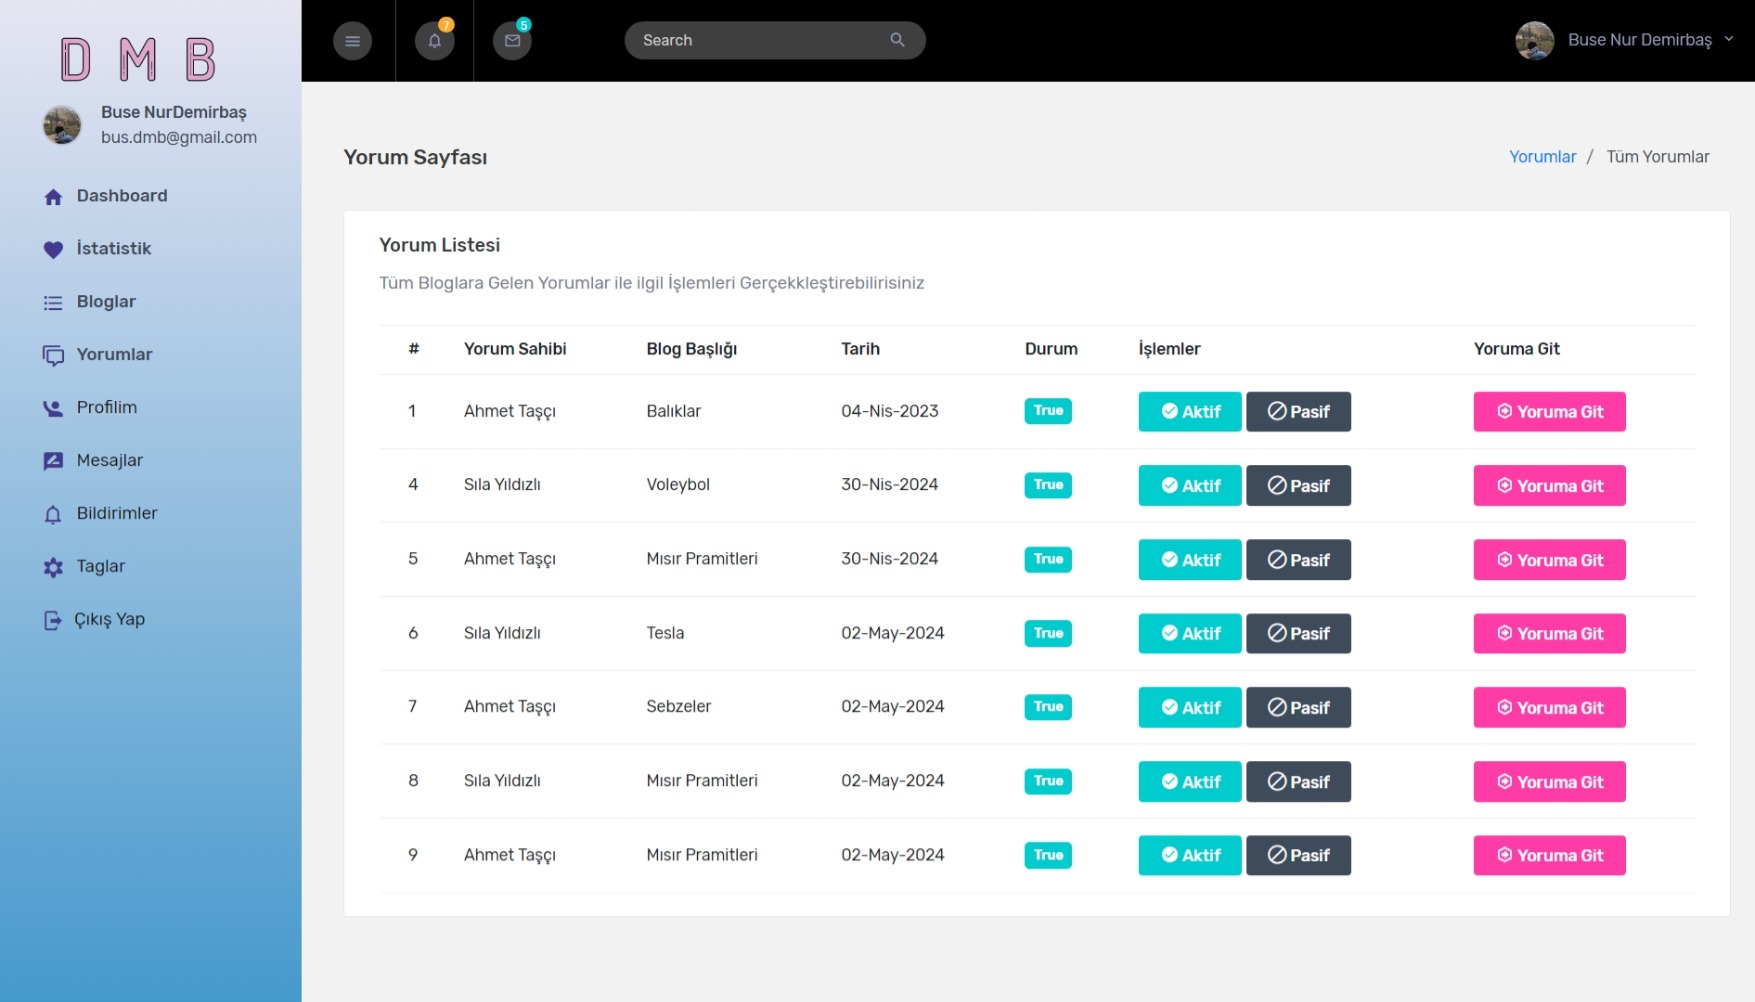 DMB
Buse NurDemirbaş
bus.dmb@gmail.com
Dashboard
İstatistik
Bloglar
Yorumlar
Profilim
Mesajlar
Bildirimler
Taglar
Çıkış Yap
7
5
Search
Buse Nur Demirbaş
Yorum Sayfası
Yorumlar / Tüm Yorumlar
Yorum Listesi
Tüm Bloglara Gelen Yorumlar ile ilgil İşlemleri Gerçekkleştirebilirisiniz
# Yorum Sahibi Blog Başlığı Tarih Durum İşlemler Yoruma Git
1 Ahmet Taşçı Balıklar 04-Nis-2023 True Aktif Pasif Yoruma Git
4 Sıla Yıldızlı Voleybol 30-Nis-2024 True Aktif Pasif Yoruma Git
5 Ahmet Taşçı Mısır Pramitleri 30-Nis-2024 True Aktif Pasif Yoruma Git
6 Sıla Yıldızlı Tesla 02-May-2024 True Aktif Pasif Yoruma Git
7 Ahmet Taşçı Sebzeler 02-May-2024 True Aktif Pasif Yoruma Git
8 Sıla Yıldızlı Mısır Pramitleri 02-May-2024 True Aktif Pasif Yoruma Git
9 Ahmet Taşçı Mısır Pramitleri 02-May-2024 True Aktif Pasif Yoruma Git